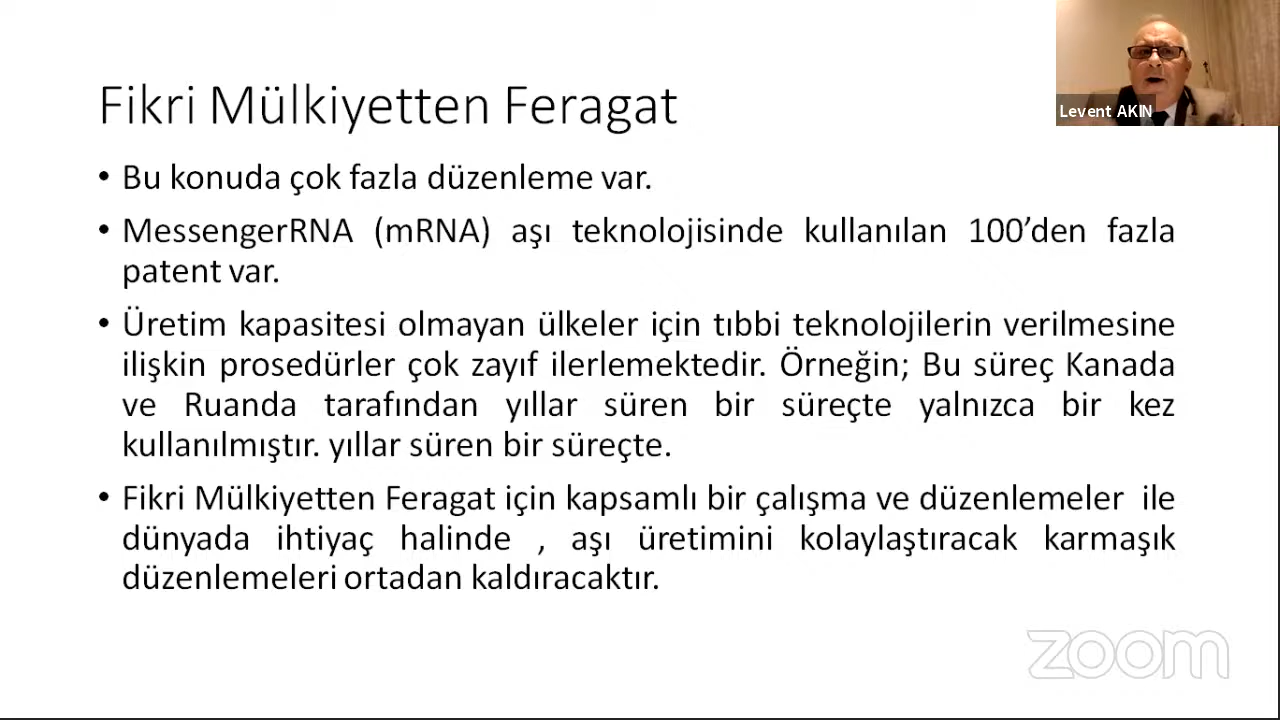 Fikri Mülkiyetten Feragat
• Bu konuda çok fazla düzenleme var.
• MessengerRNA (mRNA) aşı teknolojisinde kullanılan 100’den fazla
patent var.
• Üretim kapasitesi olmayan ülkeler için tıbbi teknolojilerin verilmesine
ilişkin prosedürler çok zayıf ilerlemektedir. Örneğin; Bu süreç Kanada
ve Ruanda tarafından yıllar süren bir süreçte yalnızca bir kez
kullanılmıştır. yıllar süren bir süreçte.
• Fikri Mülkiyetten Feragat için kapsamlı bir çalışma ve düzenlemeler ile
dünyada ihtiyaç halinde , aşı üretimini kolaylaştıracak karmaşık
düzenlemeleri ortadan kaldıracaktır.
Levent AKIN
zoom